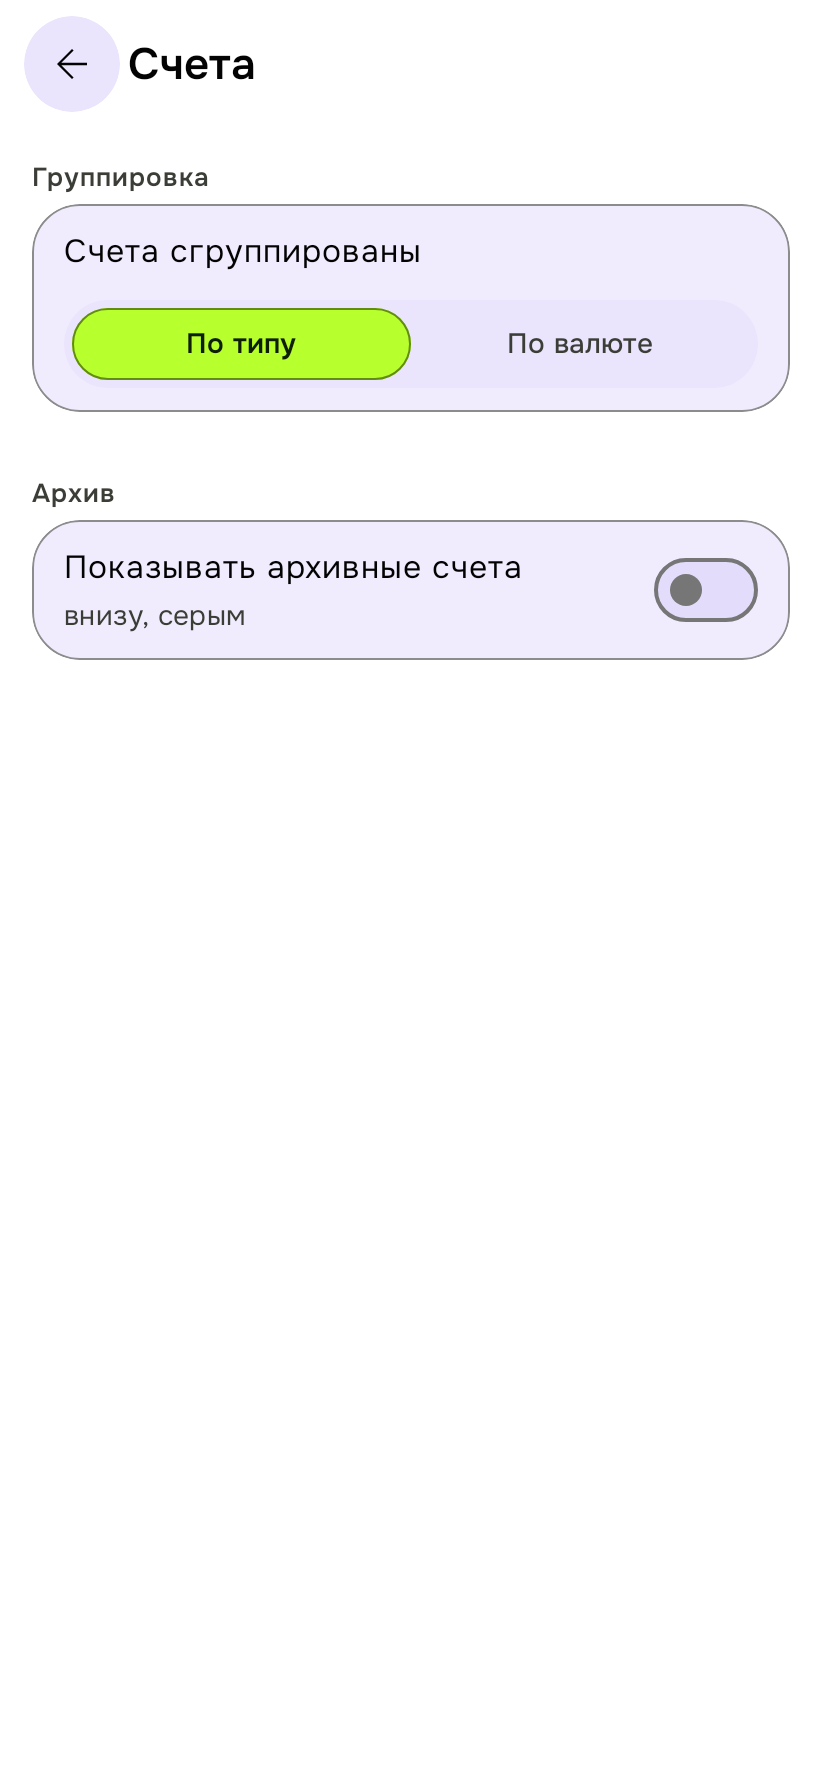 Счета
Группировка
Счета сгруппированы
По типу
По валюте
Архив
Показывать архивные счета
внизу, серым